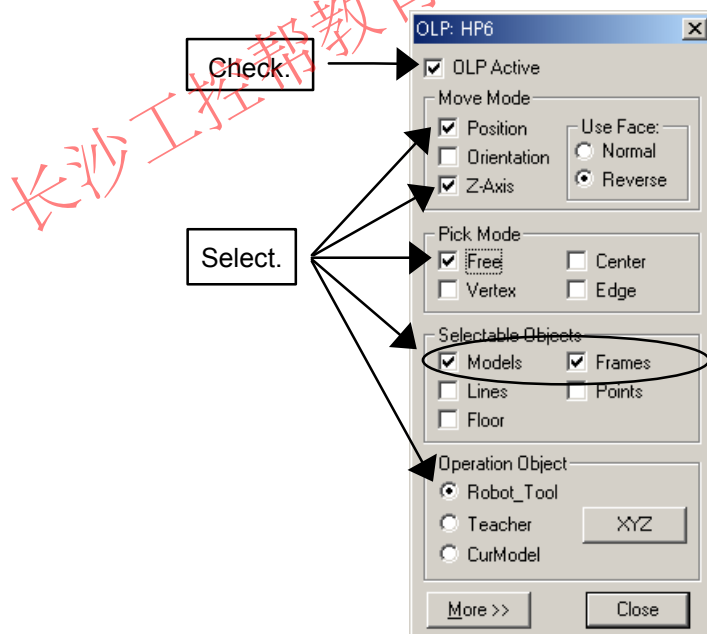 长沙工控帮教育
OLP: HP6
Check.
OLP Active
Move Mode
Position
Orientation
Z-Axis
Use Face:
Normal
Reverse
Select.
Pick Mode
Free
Center
Vertex
Edge
Selectable Objects
Models
Frames
Lines
Points
Floor
Operation Object
Robot_Tool
Teacher
XYZ
CurModel
More >>
Close